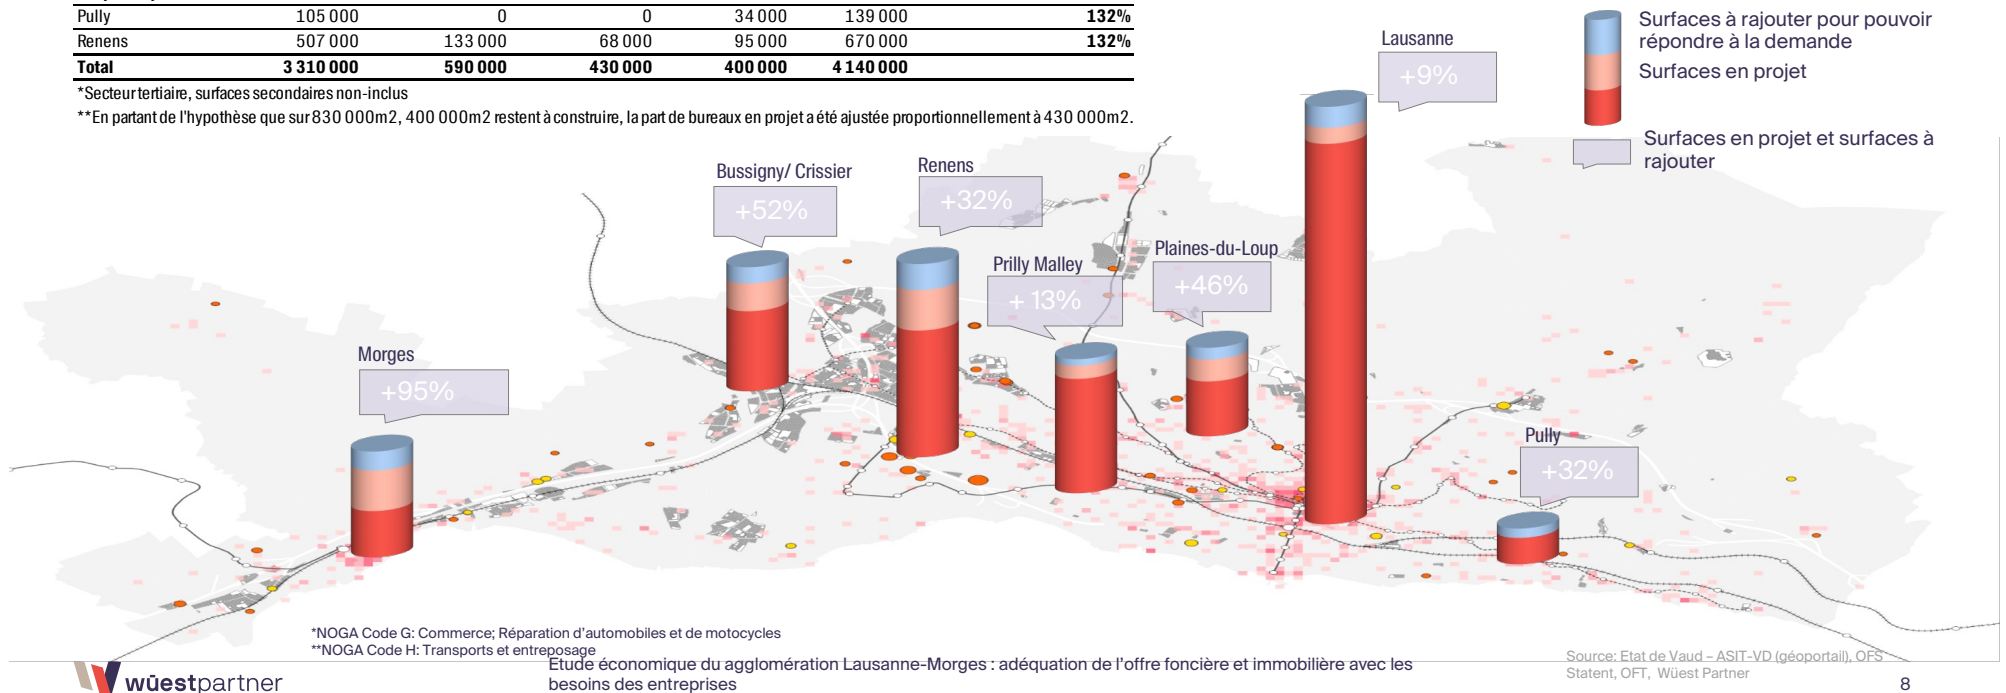 Pully 105 000 0 0 34 000 139 000 132%
Renens 507 000 133 000 68 000 95 000 670 000 132%
Total 3 310 000 590 000 430 000 400 000 4 140 000
*Secteur tertiaire, surfaces secondaires non-inclus
**En partant de l'hypothèse que sur 830 000m2, 400 000m2 restent à construire, la part de bureaux en projet a été ajustée proportionnellement à 430 000m2.
Surfaces à rajouter pour pouvoir
répondre à la demande
Surfaces en projet
Surfaces en projet et surfaces à
rajouter
Lausanne
+9%
Bussigny/ Crissier
+52%
Renens
+32%
Prilly Malley
+ 13%
Plaines-du-Loup
+46%
Morges
+95%
Pully
+32%
*NOGA Code G: Commerce; Réparation d'automobiles et de motocycles
**NOGA Code H: Transports et entreposage
wüestpartner
Etude économique du agglomération Lausanne-Morges : adéquation de l'offre foncière et immobilière avec les
besoins des entreprises
Source: Etat de Vaud – ASIT-VD (géoportail), OFS
Statent, OFT, Wüest Partner
8